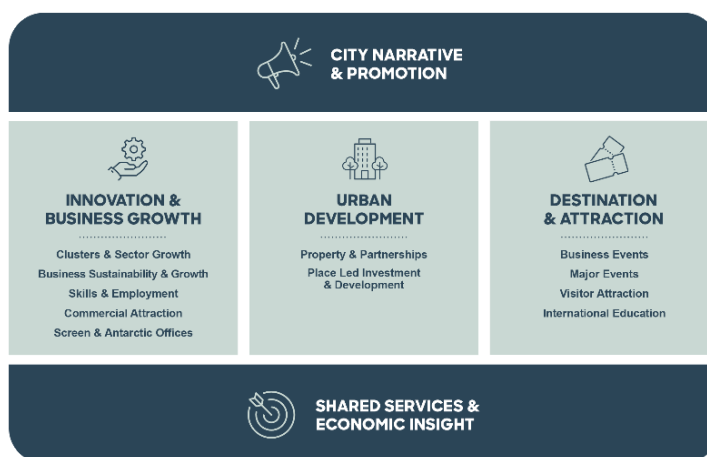 CITY NARRATIVE
& PROMOTION
INNOVATION &
BUSINESS GROWTH
Clusters & Sector Growth
Business Sustainability & Growth
Skills & Employment
Commercial Attraction
Screen & Antarctic Offices
URBAN
DEVELOPMENT
Property & Partnerships
Place Led Investment
& Development
DESTINATION
& ATTRACTION
Business Events
Major Events
Visitor Attraction
International Education
SHARED SERVICES &
ECONOMIC INSIGHT